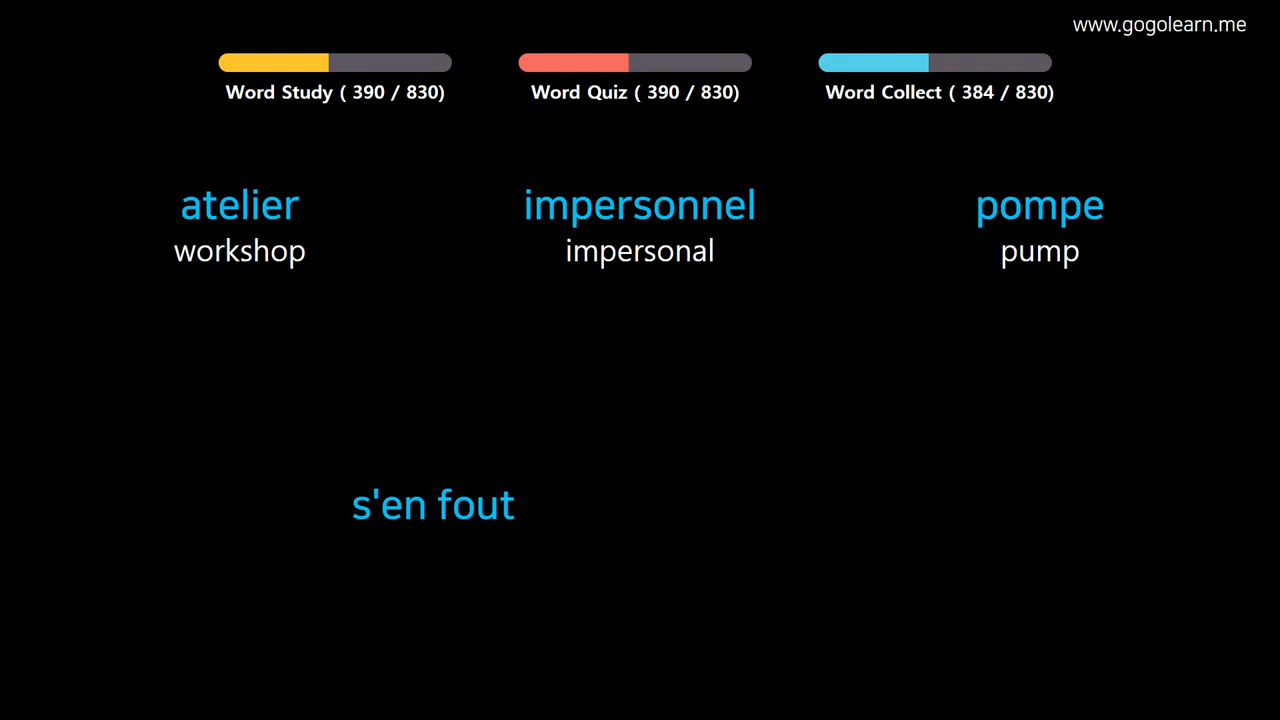 www.gogolearn.me
Word Study ( 390 / 830)
Word Quiz ( 390 / 830)
Word Collect ( 384 / 830)
atelier
workshop
impersonnel
impersonal
pompe
pump
s'en fout